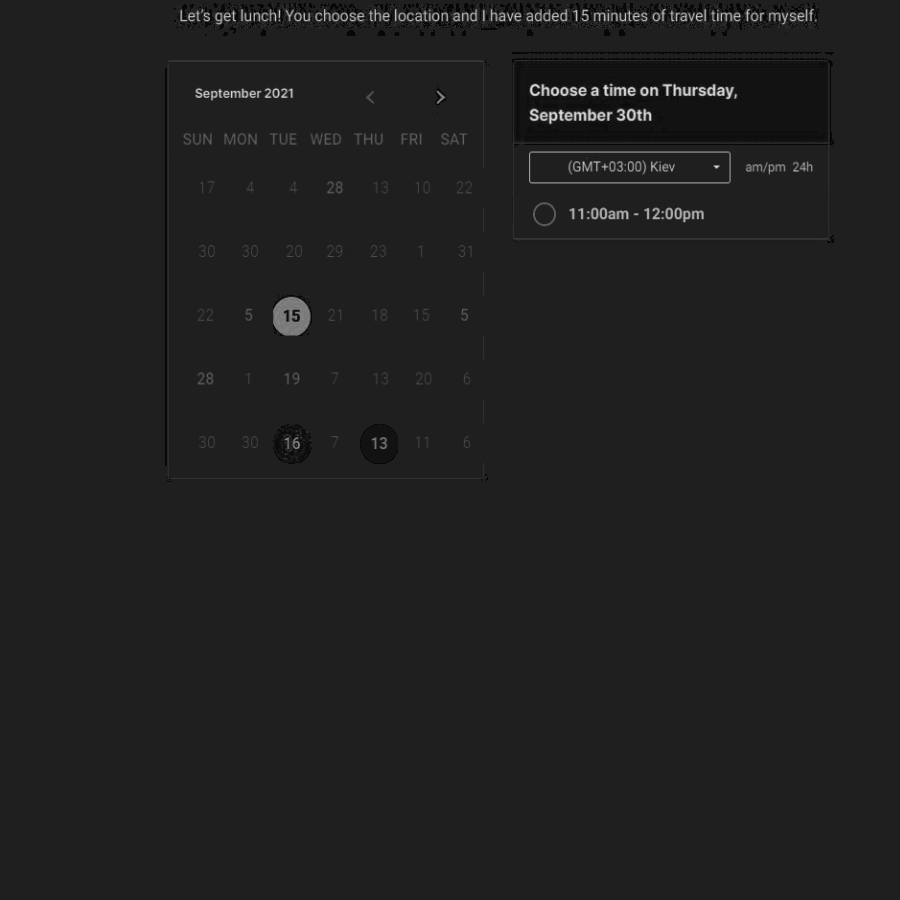 Let's get lunch! You choose the location and I have added 15 minutes of travel time for myself.
September 2021
SUN MON TUE WED THU FRI SAT
17 4 4 28 13 10 22
30 30 20 29 23 1 31
22 5 15 21 18 15 5
28 1 19 7 13 20 6
30 30 16 7 13 11 6
Choose a time on Thursday,
September 30th
(GMT+03:00) Kiev am/pm 24h
11:00am - 12:00pm